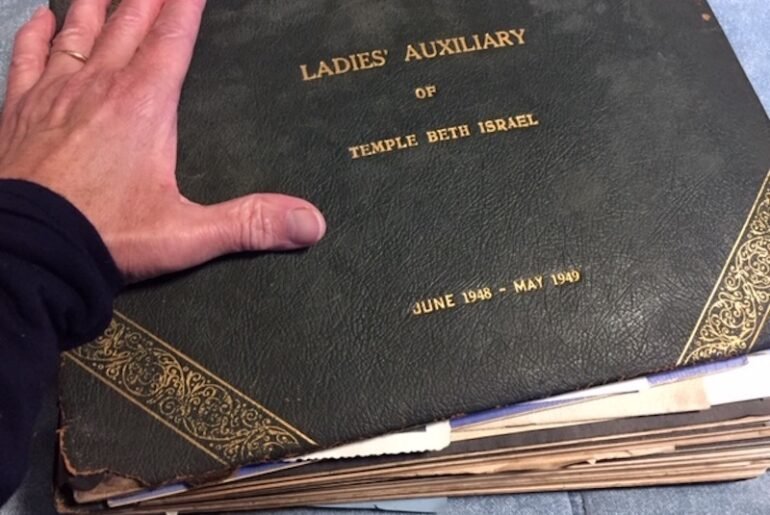 LADIES' AUXILIARY
OF
TEMPLE BETH ISRAEL
JUNE 1948 - MAY 1949